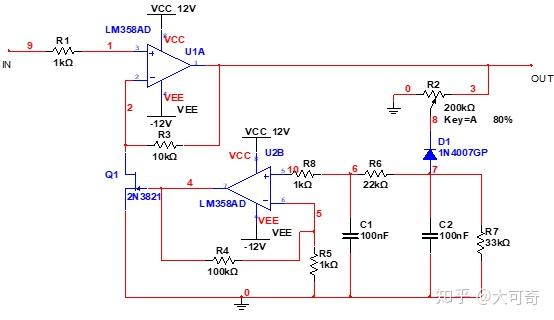 VCC 12V
LM358AD
U1A
VCC
9
R1
1
3
1
IN
1kΩ
2
OUT
VEE
VEE
-12V
2
R3
10kΩ
0
R2
3
200kΩ
Key=A 80%
8
D1
1N4007GP
VCC 12V
U2B
VCC
Q1
2N3821
4
7
LM358AD
5
10
R8
1kΩ
6
R6
22kΩ
7
6
5
VEE
VEE
-12V
R4
100kΩ
R5
1kΩ
C1
100nF
C2
100nF
R7
33kΩ
0
知乎 @大可奇